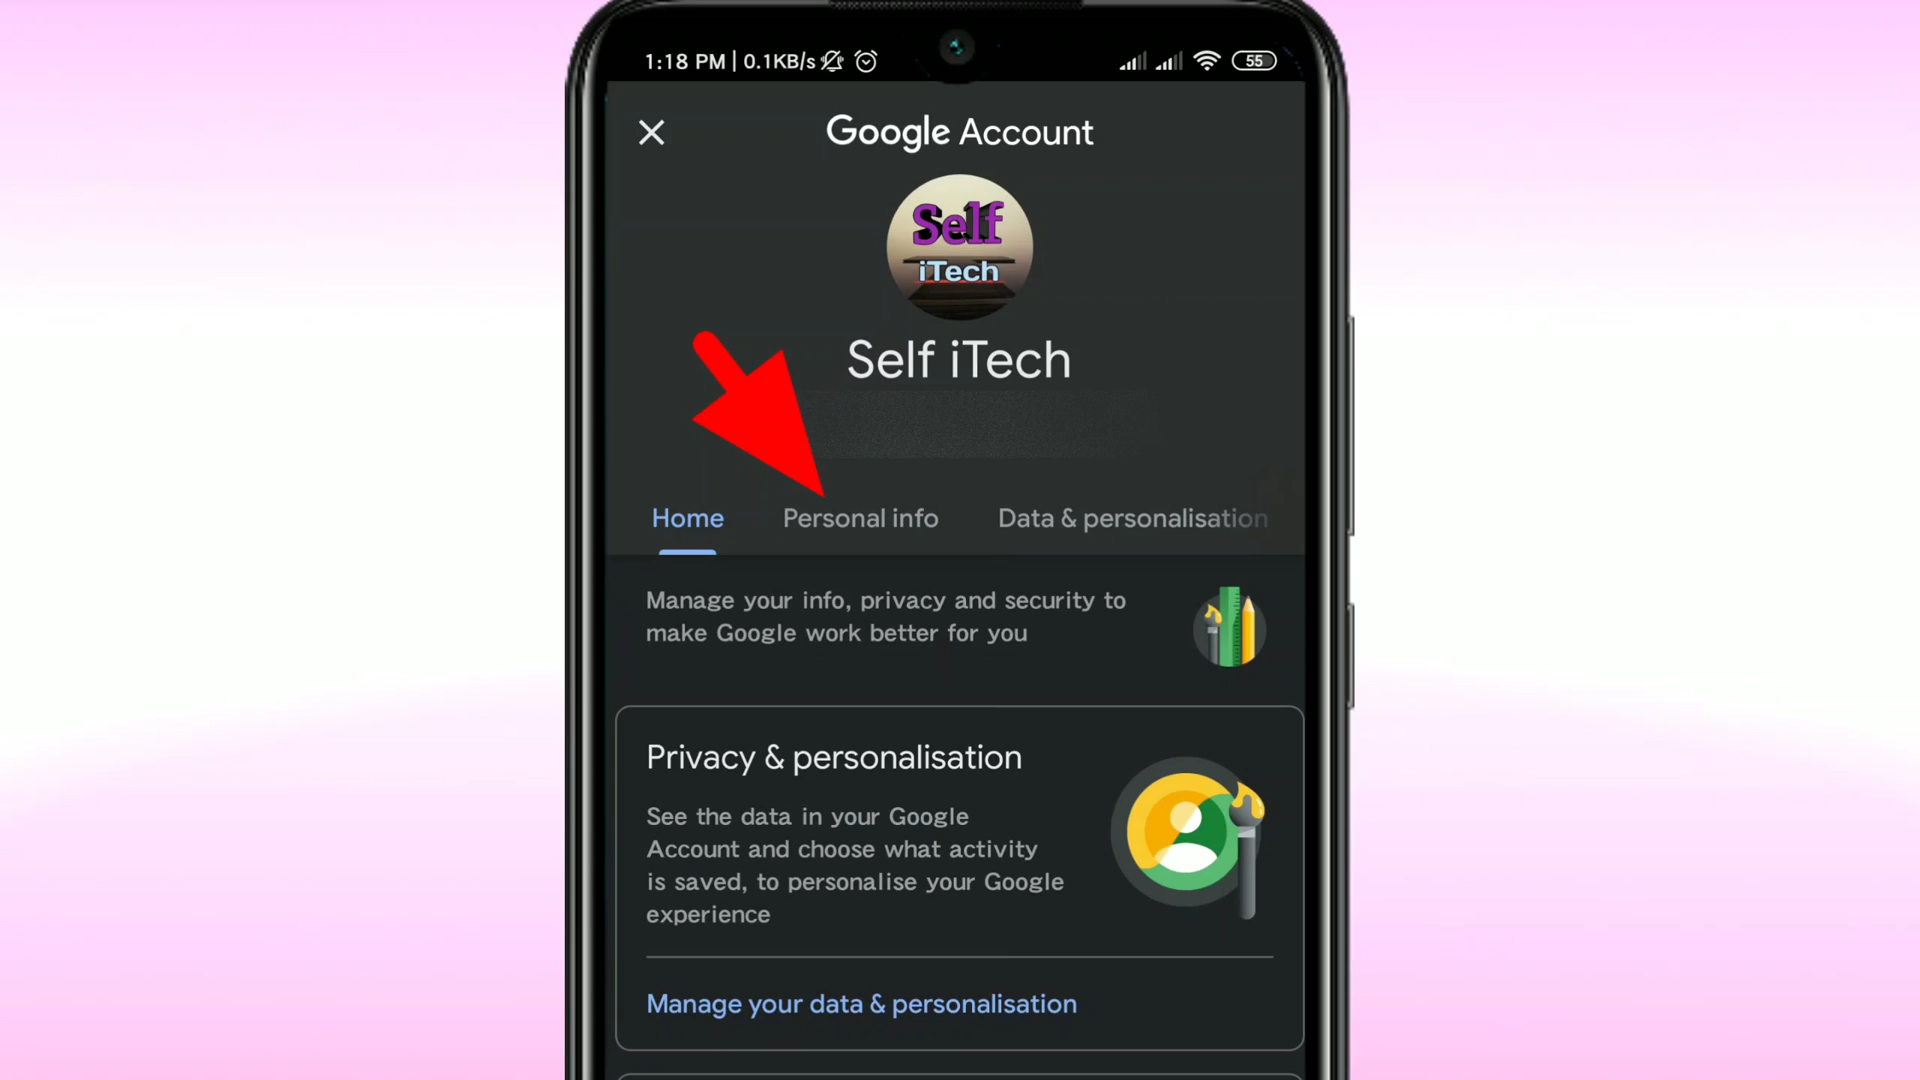 1:18 PM | 0.1KB/s
55
Google Account
Self
iTech
Self iTech
Home Personal info Data & personalisation
Manage your info, privacy and security to
make Google work better for you
Privacy & personalisation
See the data in your Google
Account and choose what activity
is saved, to personalise your Google
experience
Manage your data & personalisation